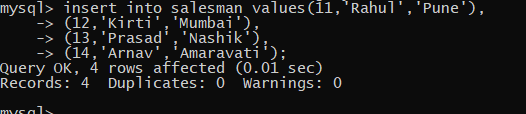 mysql> insert into salesman values(11,'Rahul','Pune'),
    -> (12,'Kirti','Mumbai'),
    -> (13,'Prasad','Nashik'),
    -> (14,'Arnav','Amaravati');
Query OK, 4 rows affected (0.01 sec)
Records: 4  Duplicates: 0  Warnings: 0
mysql>